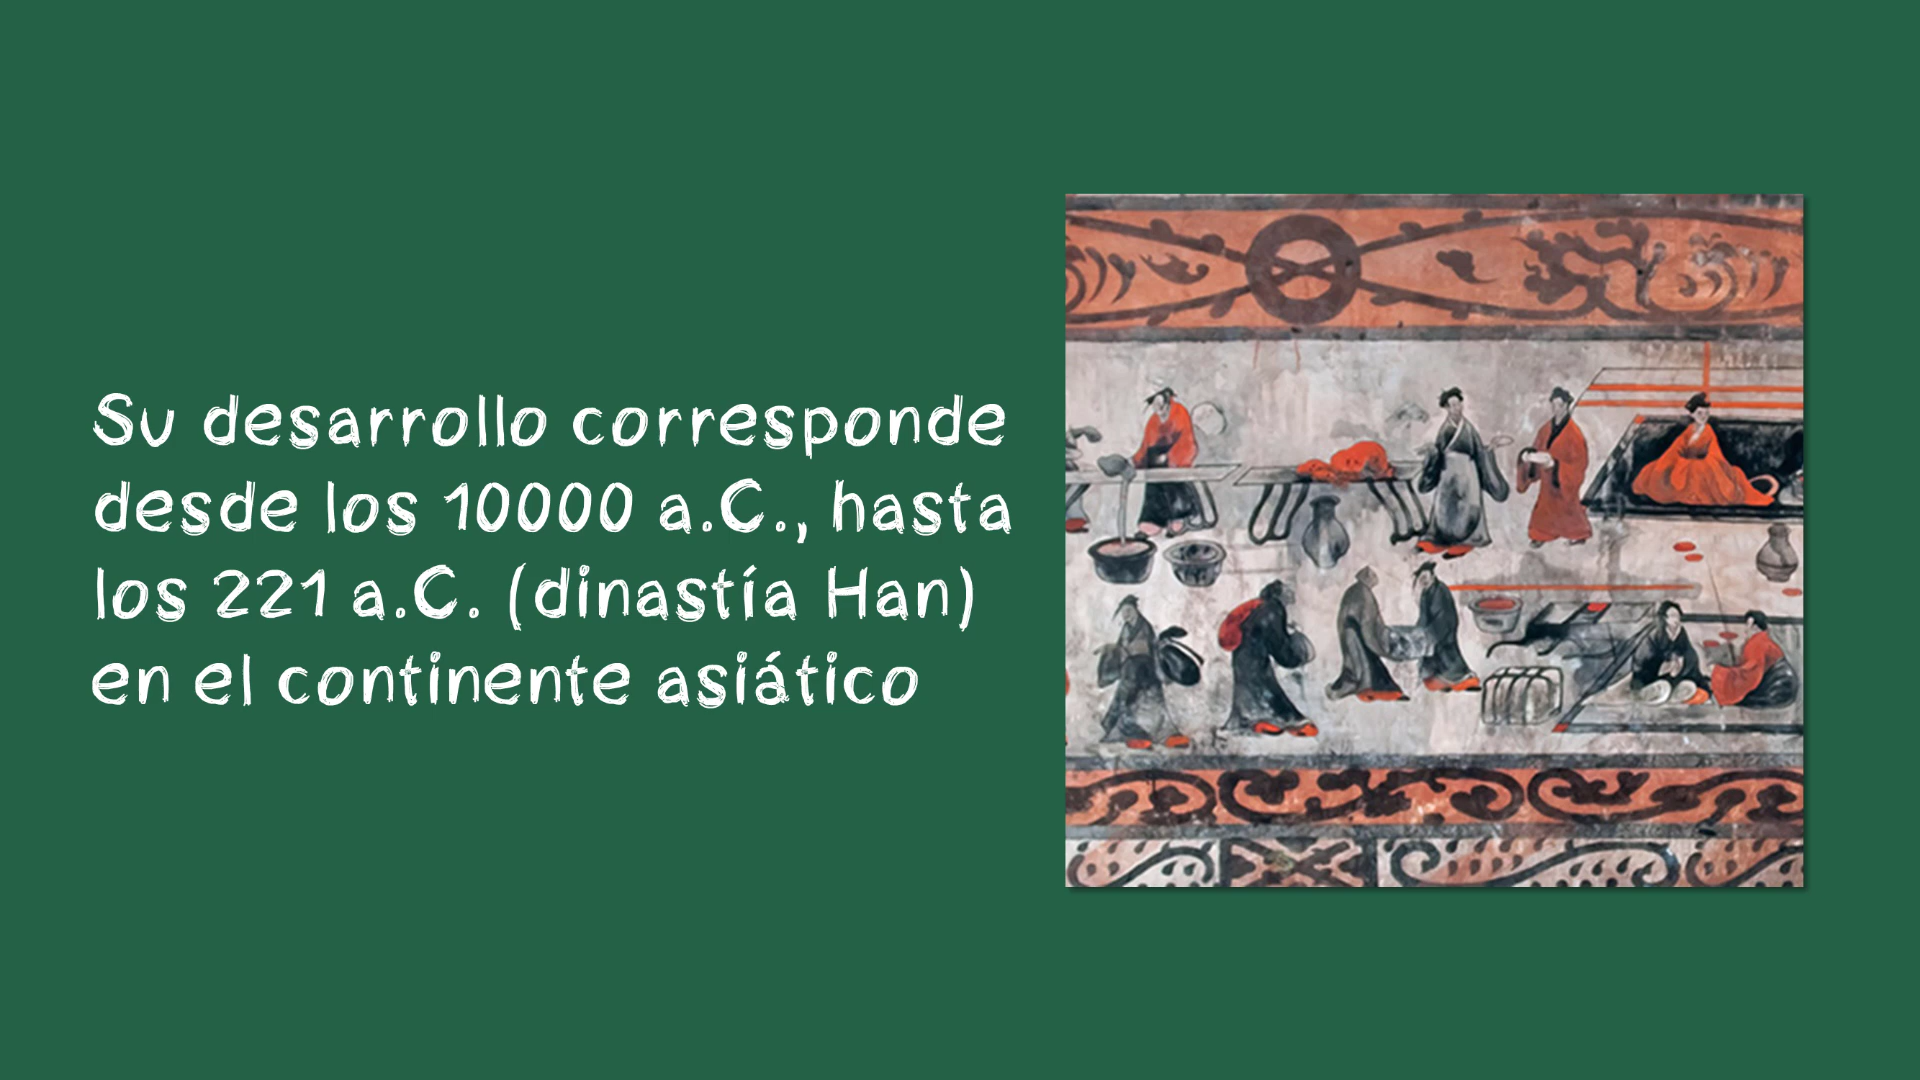 Su desarrollo corresponde
desde los 10000 a.C., hasta
los 221 a.C. (dinastía Han)
en el continente asiático